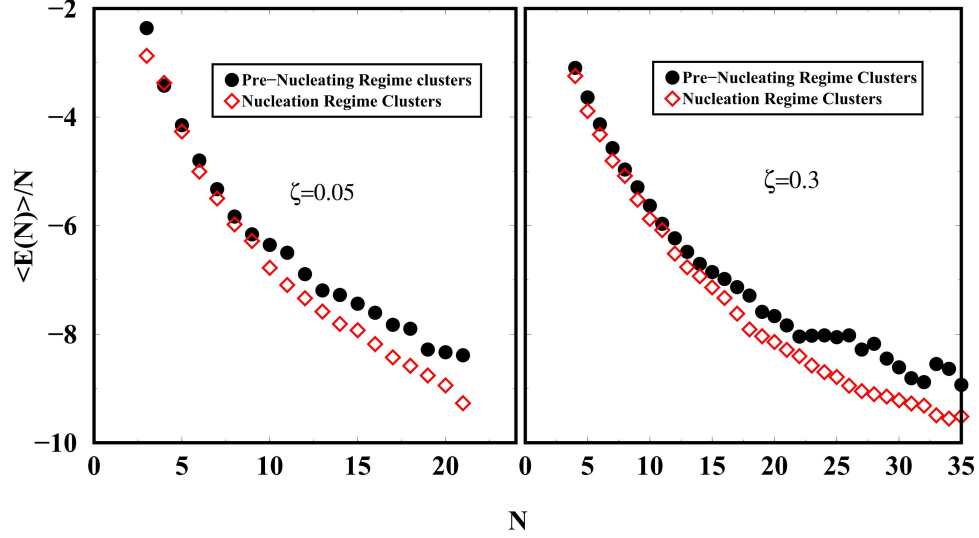 −2
−4
−6
−8
−10
<E(N)>/N
Pre−Nucleating Regime clusters
Nucleation Regime Clusters
ζ=0.05
0 5 10 15 20
Pre−Nucleating Regime Clusters
Nucleation Regime Clusters
ζ=0.3
0 5 10 15 20 25 30 35
N